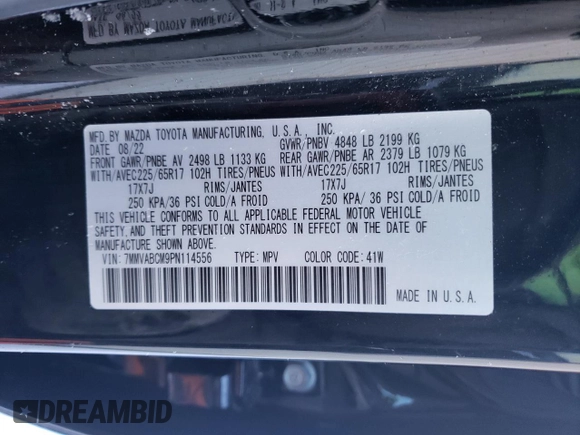 MFD. BY MAZDA TOYOTA MANUFACTURING, U.S.A., INC.
DATE 08/22 GVWR/PNBV 4848 LB 2199 KG
FRONT GAWR/PNBE AV 2498 LB 1133 KG REAR GAWR/PNBE AR 2379 LB 1079 KG
WITH/AVEC225/65R17 102H TIRES/PNEUS WITH/AVEC225/65R17 102H TIRES/PNEUS
17X7J RIMS/JANTES 17X7J RIMS/JANTES
250 KPA/36 PSI COLD/A FROID 250 KPA/36 PSI COLD/A FROID
THIS VEHICLE CONFORMS TO ALL APPLICABLE FEDERAL MOTOR VEHICLE
SAFETY,AND THEFT PREVENTION STANDARDS IN EFFECT ON THE DATE OF
MANUFACTURE SHOWN ABOVE.
VIN: 7MMVABCM9PN114556 TYPE: MPV COLOR CODE: 41W
MADE IN U.S.A.
DREAMBID